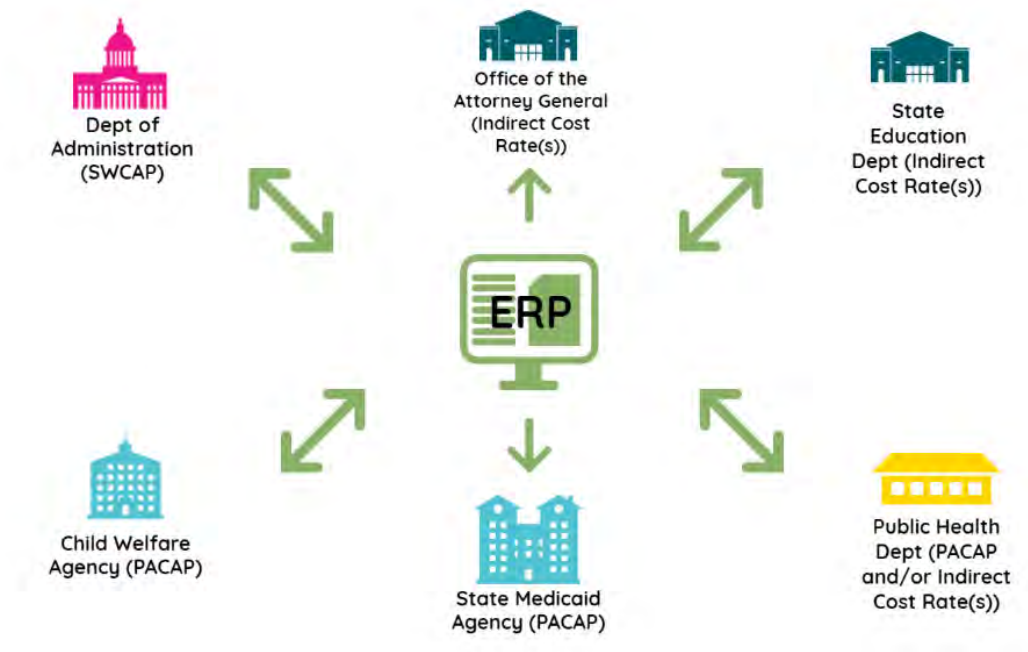 Dept of
Administration
(SWCAP)
Office of the
Attorney General
(Indirect Cost
Rate(s))
State
Education
Dept (Indirect
Cost Rate(s))
ERP
Child Welfare
Agency (PACAP)
State Medicaid
Agency (PACAP)
Public Health
Dept (PACAP
and/or Indirect
Cost Rate(s))